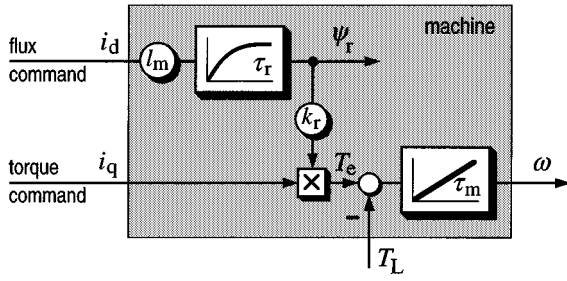 machine
flux
command
i_d
l_m
τ_r
ψ_r
k_r
torque
command
i_q
×
T_e
−
τ_m
ω
T_L